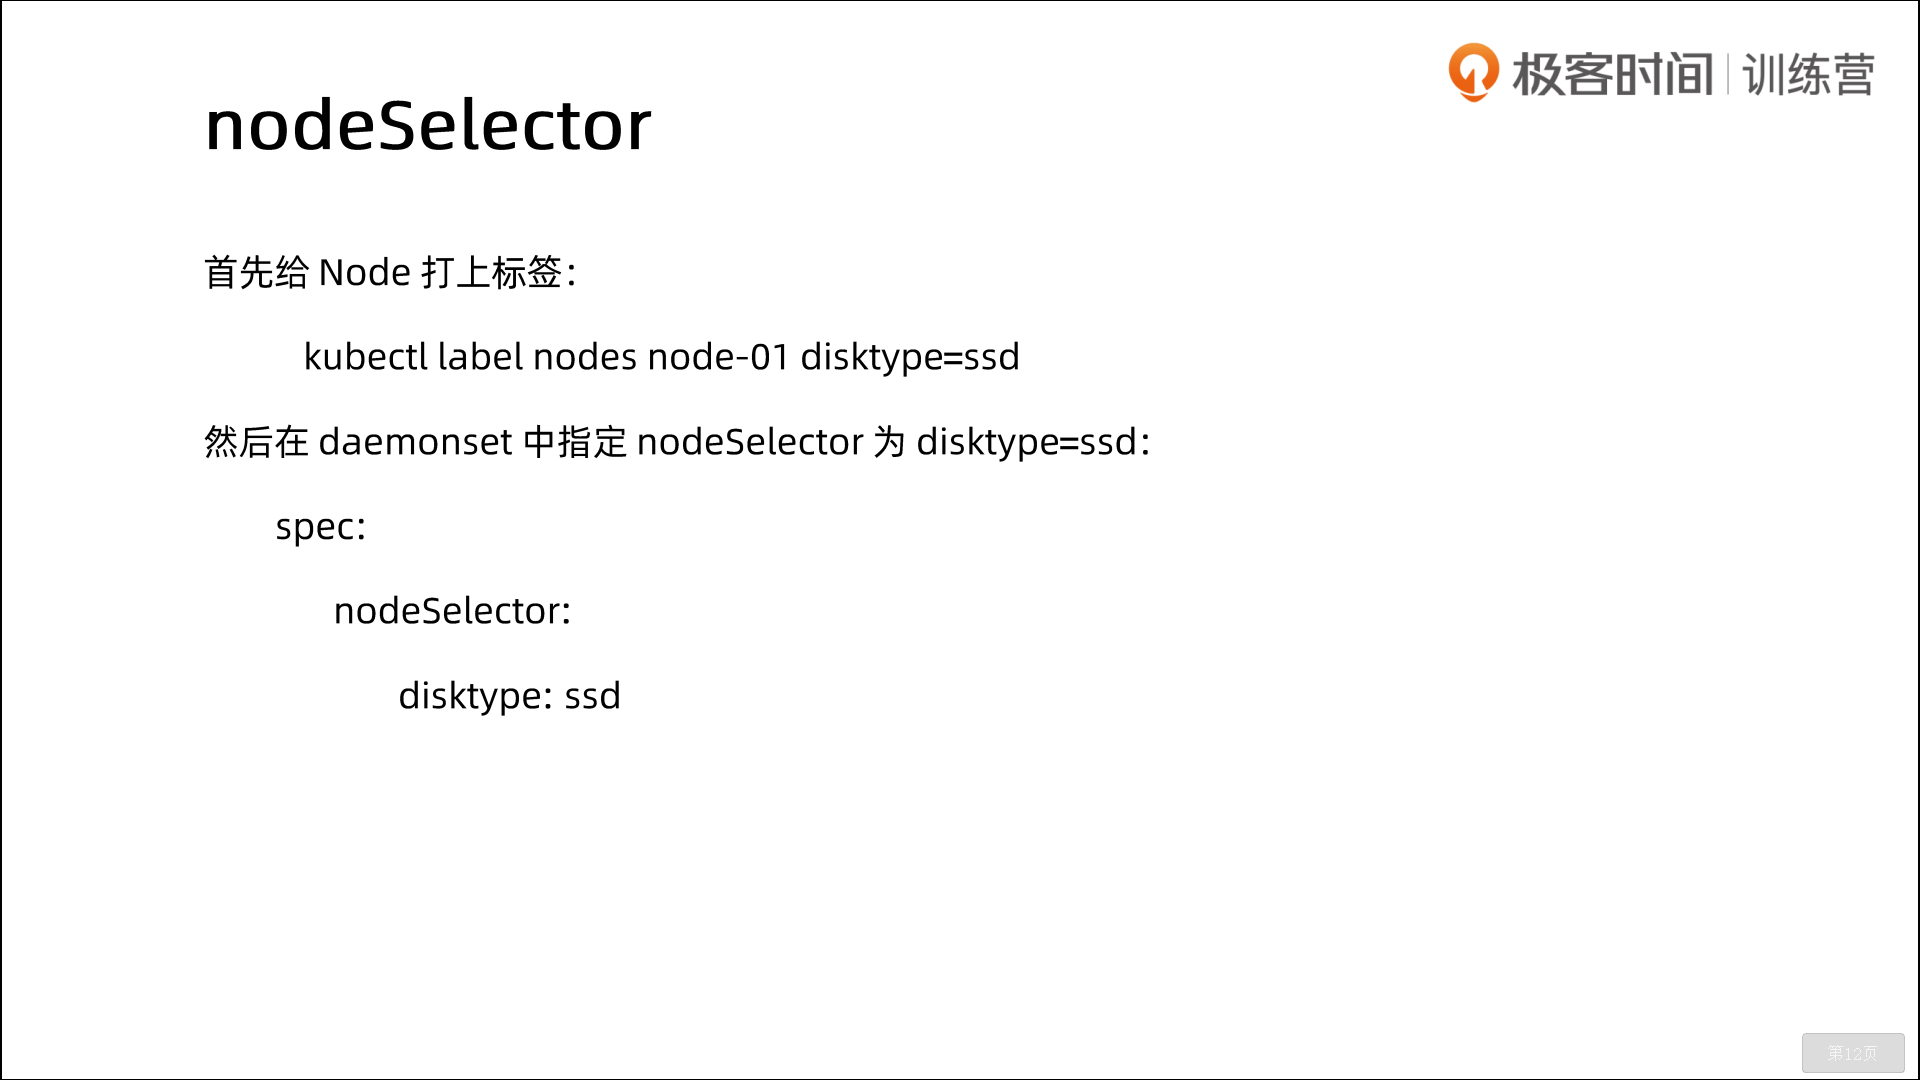 极客时间 | 训练营
nodeSelector
首先给 Node 打上标签：
kubectl label nodes node-01 disktype=ssd
然后在 daemonset 中指定 nodeSelector 为 disktype=ssd：
spec:
nodeSelector:
disktype: ssd
第12页